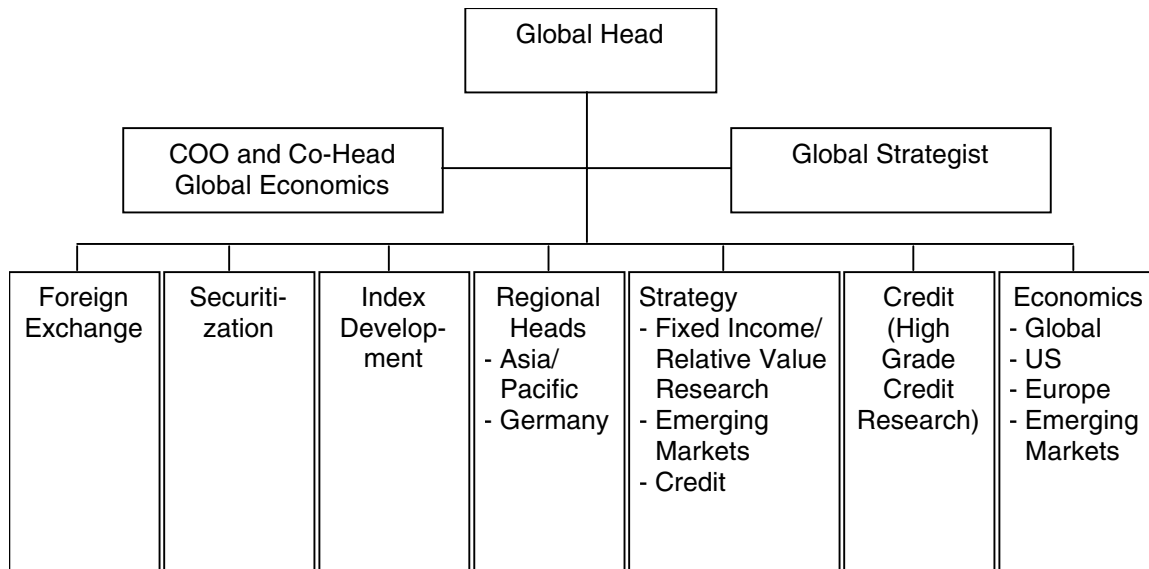 Global Head
COO and Co-Head
Global Economics
Global Strategist
Foreign
Exchange
Securiti-
zation
Index
Develop-
ment
Regional
Heads
- Asia/
Pacific
- Germany
Strategy
- Fixed Income/
Relative Value
Research
- Emerging
Markets
- Credit
Credit
(High
Grade
Credit
Research)
Economics
- Global
- US
- Europe
- Emerging
Markets